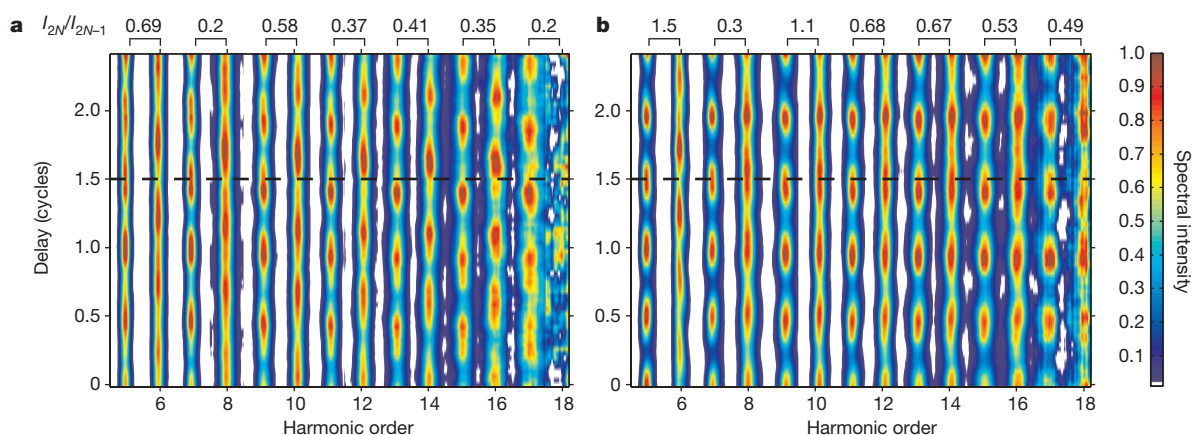 a I2N/I2N–1 0.69 0.2 0.58 0.37 0.41 0.35 0.2
b 1.5 0.3 1.1 0.68 0.67 0.53 0.49
Delay (cycles)
2.0
1.5
1.0
0.5
0
6 8 10 12 14 16 18
Harmonic order
2.0
1.5
1.0
0.5
0
6 8 10 12 14 16 18
Harmonic order
1.0
0.9
0.8
0.7
0.6
0.5
0.4
0.3
0.2
0.1
Spectral intensity